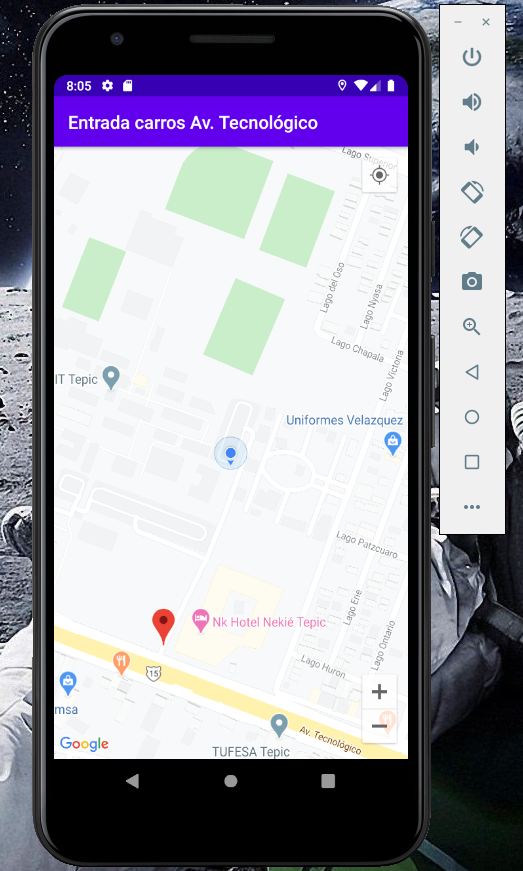 8:05
Entrada carros Av. Tecnológico
Lago Superior
Lago del Oso
Lago Nyasa
Lago Chapala
Lago Victoria
IT Tepic
Uniformes Velazquez
Lago Patzcuaro
Lago Erie
Lago Ontario
Nk Hotel Nekié Tepic
Lago Huron
15
msa
Av. Tecnológico
+
−
Google
TUFESA Tepic